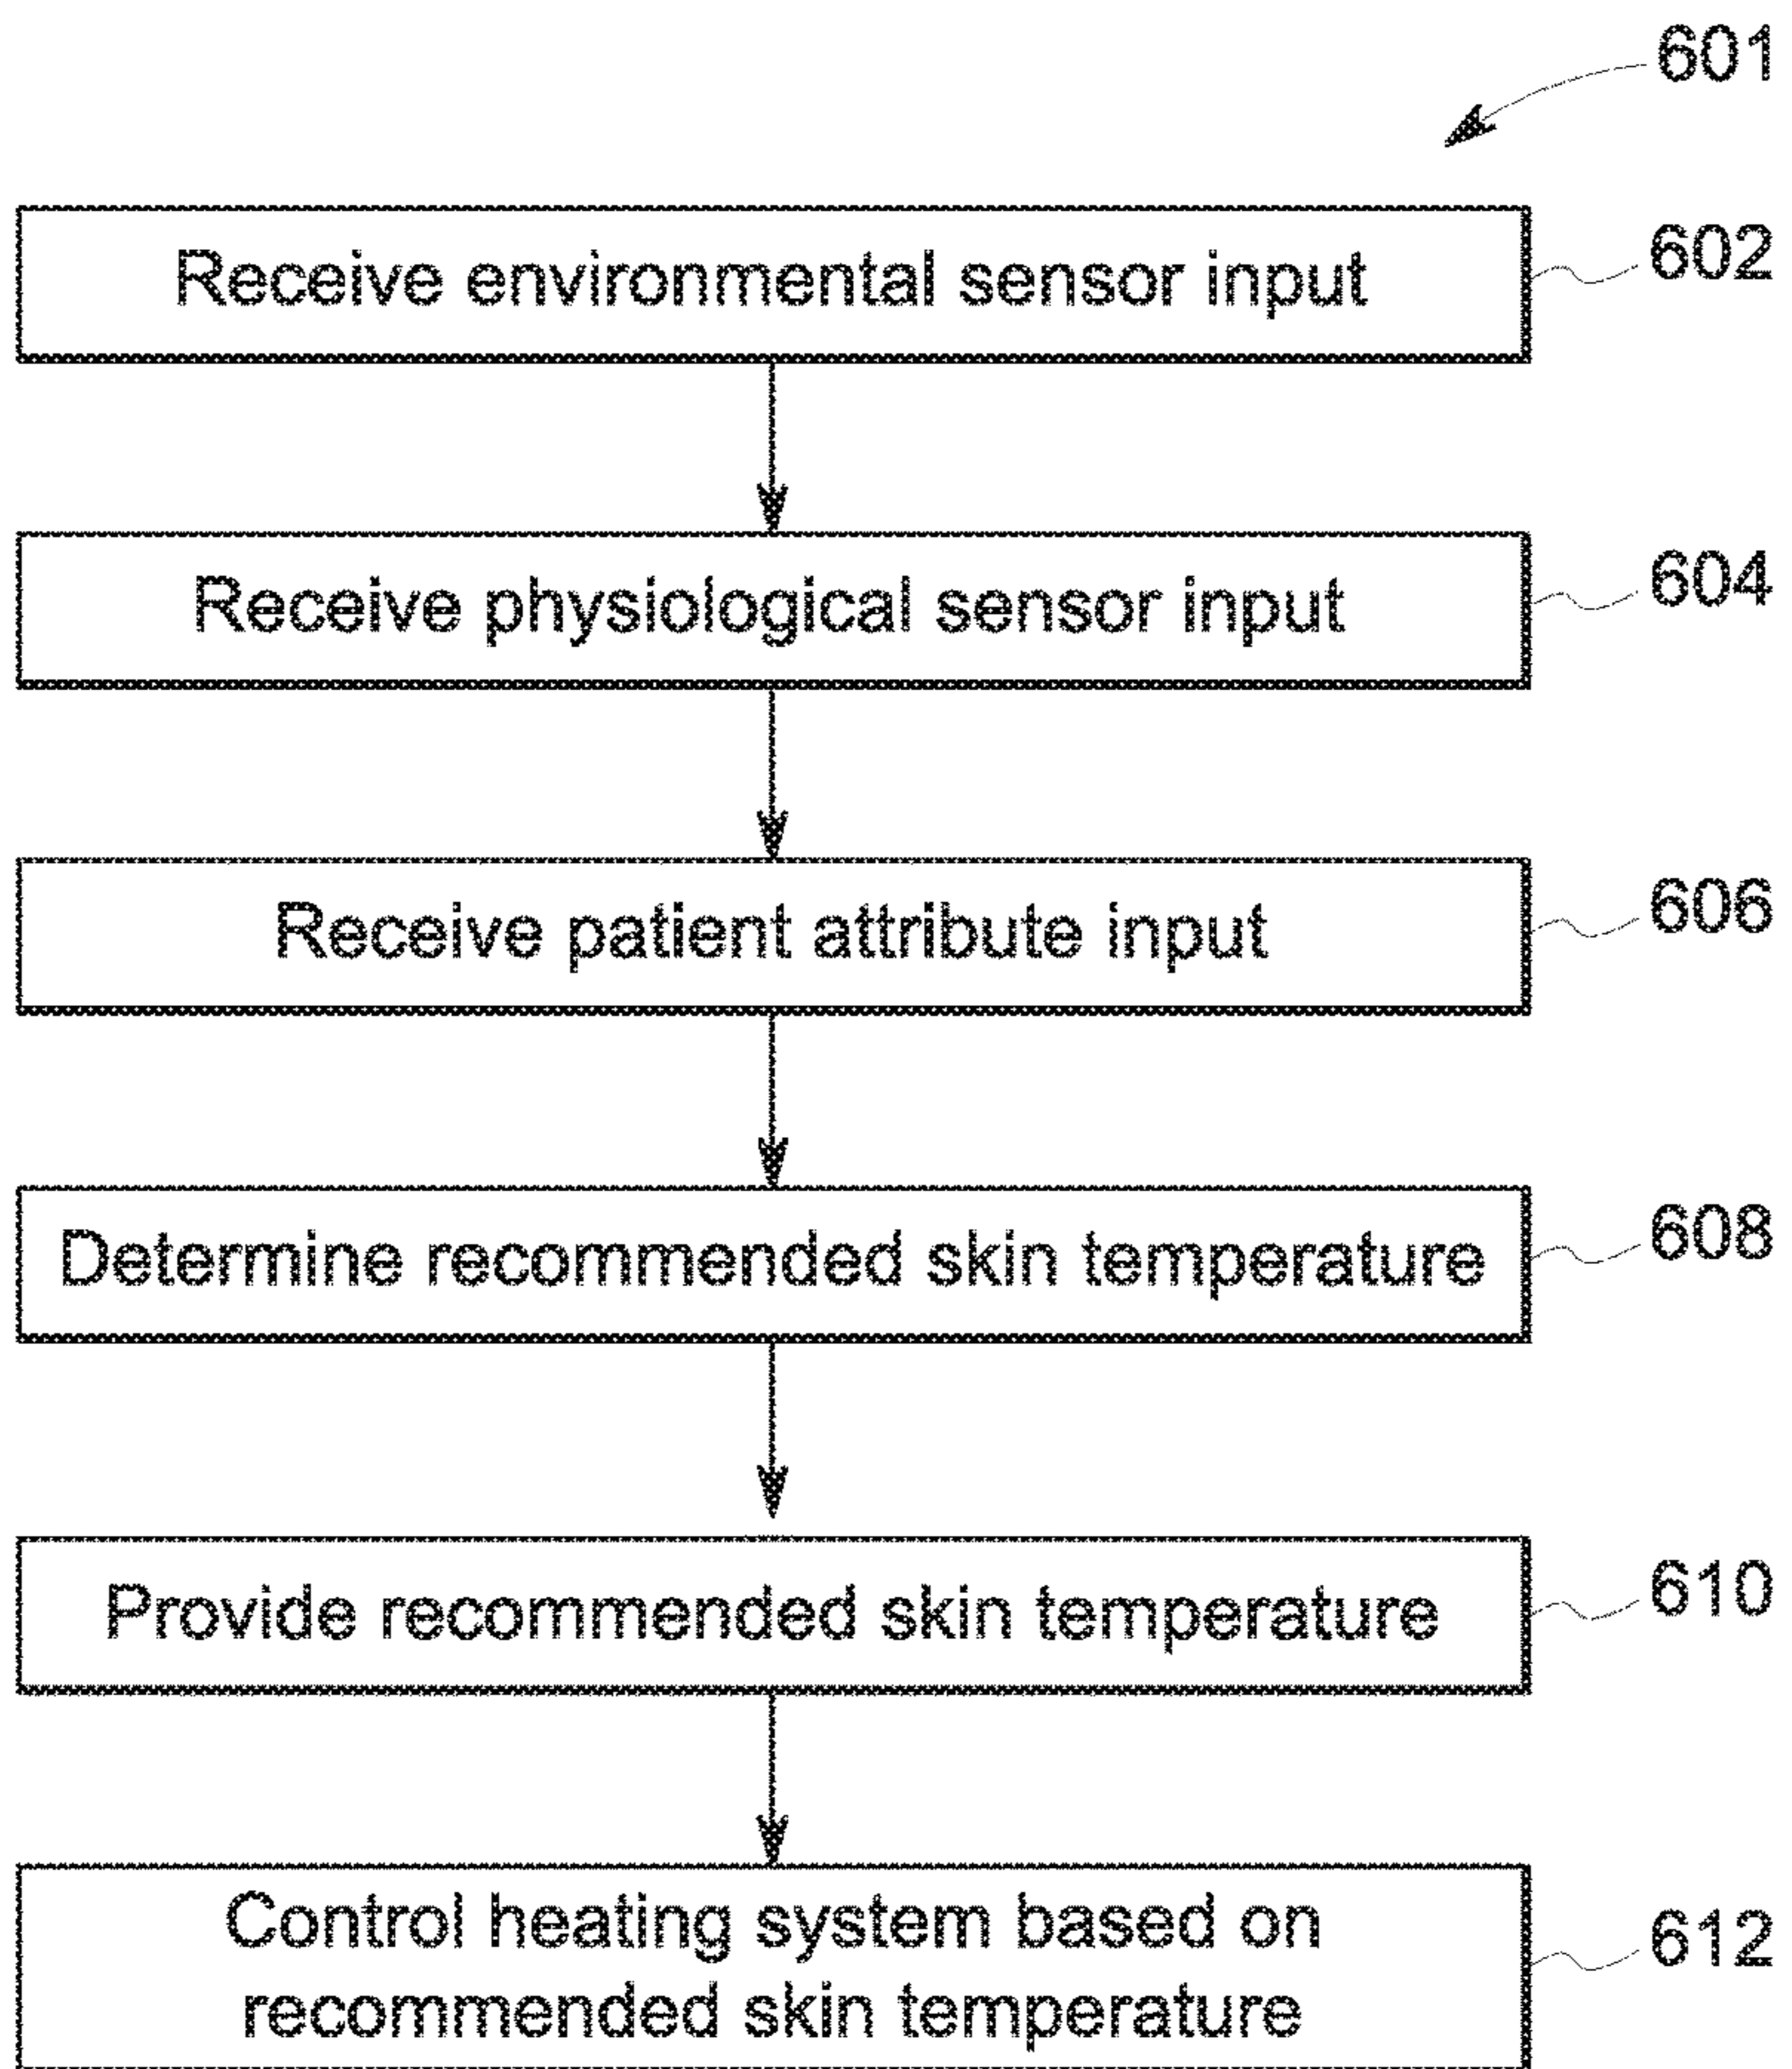 601
Receive environmental sensor input 602
Receive physiological sensor input 604
Receive patient attribute input 606
Determine recommended skin temperature 608
Provide recommended skin temperature 610
Control heating system based on
recommended skin temperature 612